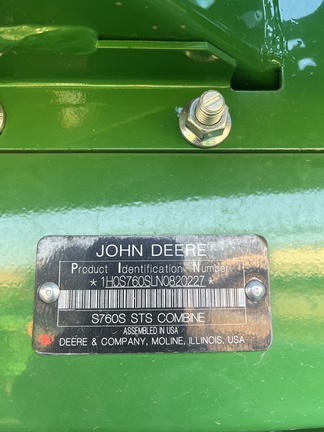 JOHN DEERE
Product Identification Number
*1H0S760SLN0820227*
S760S STS COMBINE
ASSEMBLED IN USA
DEERE & COMPANY, MOLINE, ILLINOIS, USA